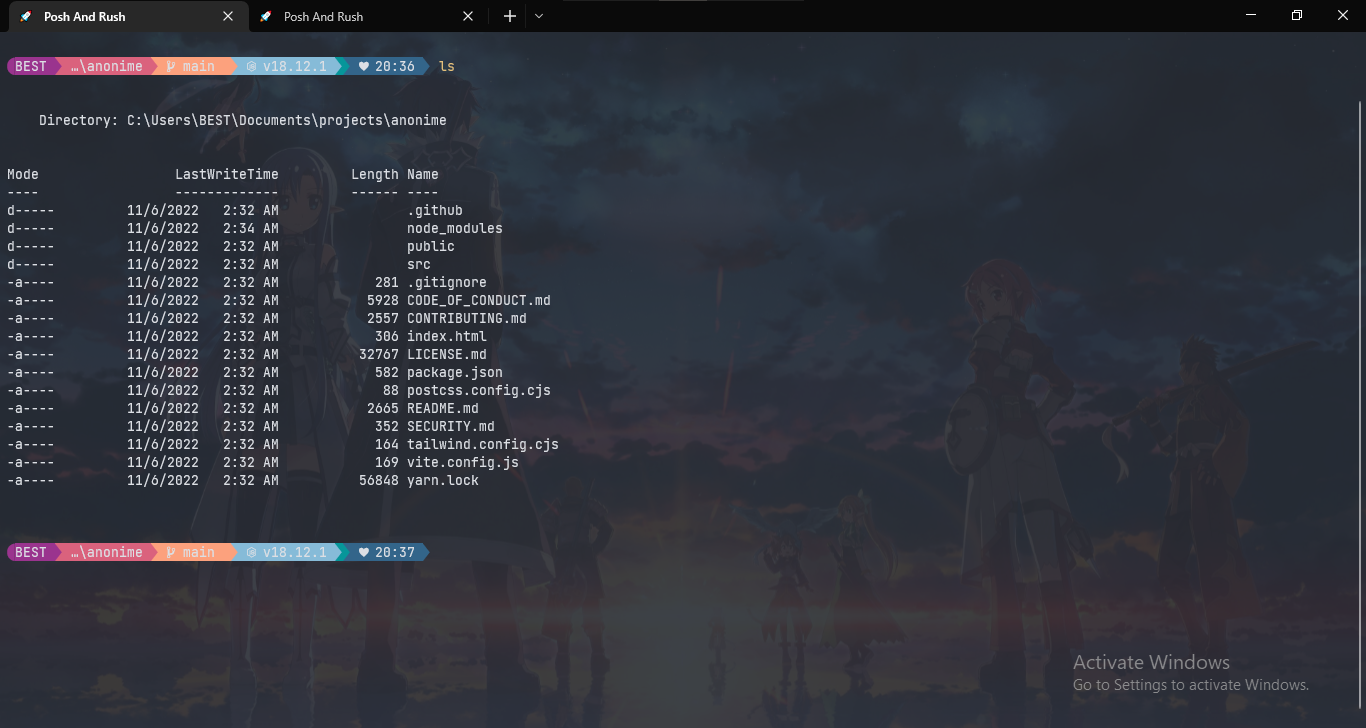 Posh And Rush
Posh And Rush
BEST …\anonime main v18.12.1 20:36 ls
Directory: C:\Users\BEST\Documents\projects\anonime
Mode LastWriteTime Length Name
---- ------------- ------ ----
d----- 11/6/2022 2:32 AM .github
d----- 11/6/2022 2:34 AM node_modules
d----- 11/6/2022 2:32 AM public
d----- 11/6/2022 2:32 AM src
-a---- 11/6/2022 2:32 AM 281 .gitignore
-a---- 11/6/2022 2:32 AM 5928 CODE_OF_CONDUCT.md
-a---- 11/6/2022 2:32 AM 2557 CONTRIBUTING.md
-a---- 11/6/2022 2:32 AM 306 index.html
-a---- 11/6/2022 2:32 AM 32767 LICENSE.md
-a---- 11/6/2022 2:32 AM 582 package.json
-a---- 11/6/2022 2:32 AM 88 postcss.config.cjs
-a---- 11/6/2022 2:32 AM 2665 README.md
-a---- 11/6/2022 2:32 AM 352 SECURITY.md
-a---- 11/6/2022 2:32 AM 164 tailwind.config.cjs
-a---- 11/6/2022 2:32 AM 169 vite.config.js
-a---- 11/6/2022 2:32 AM 56848 yarn.lock
BEST …\anonime main v18.12.1 20:37
Activate Windows
Go to Settings to activate Windows.